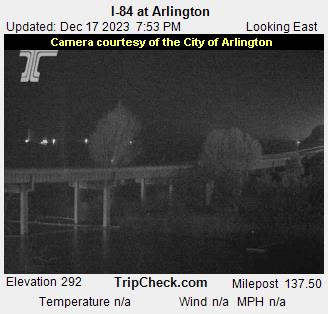 I-84 at Arlington
Updated: Dec 17 2023 7:53 PM Looking East
Camera courtesy of the City of Arlington
Elevation 292 TripCheck.com Milepost 137.50
Temperature n/a Wind n/a MPH n/a